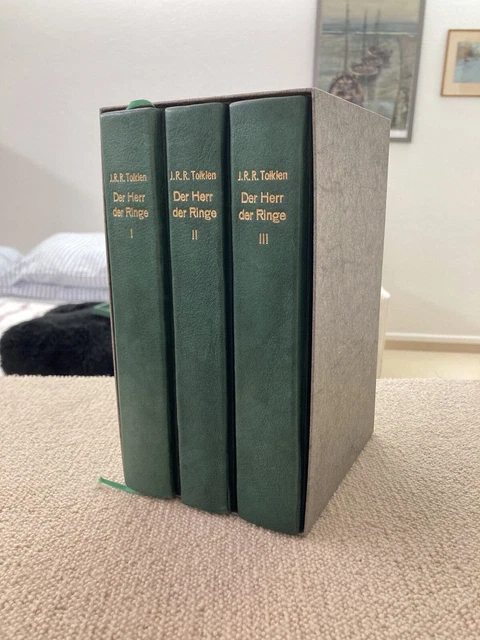 J.R.R. Tolkien
Der Herr
der Ringe
I
J.R.R. Tolkien
Der Herr
der Ringe
II
J.R.R. Tolkien
Der Herr
der Ringe
III